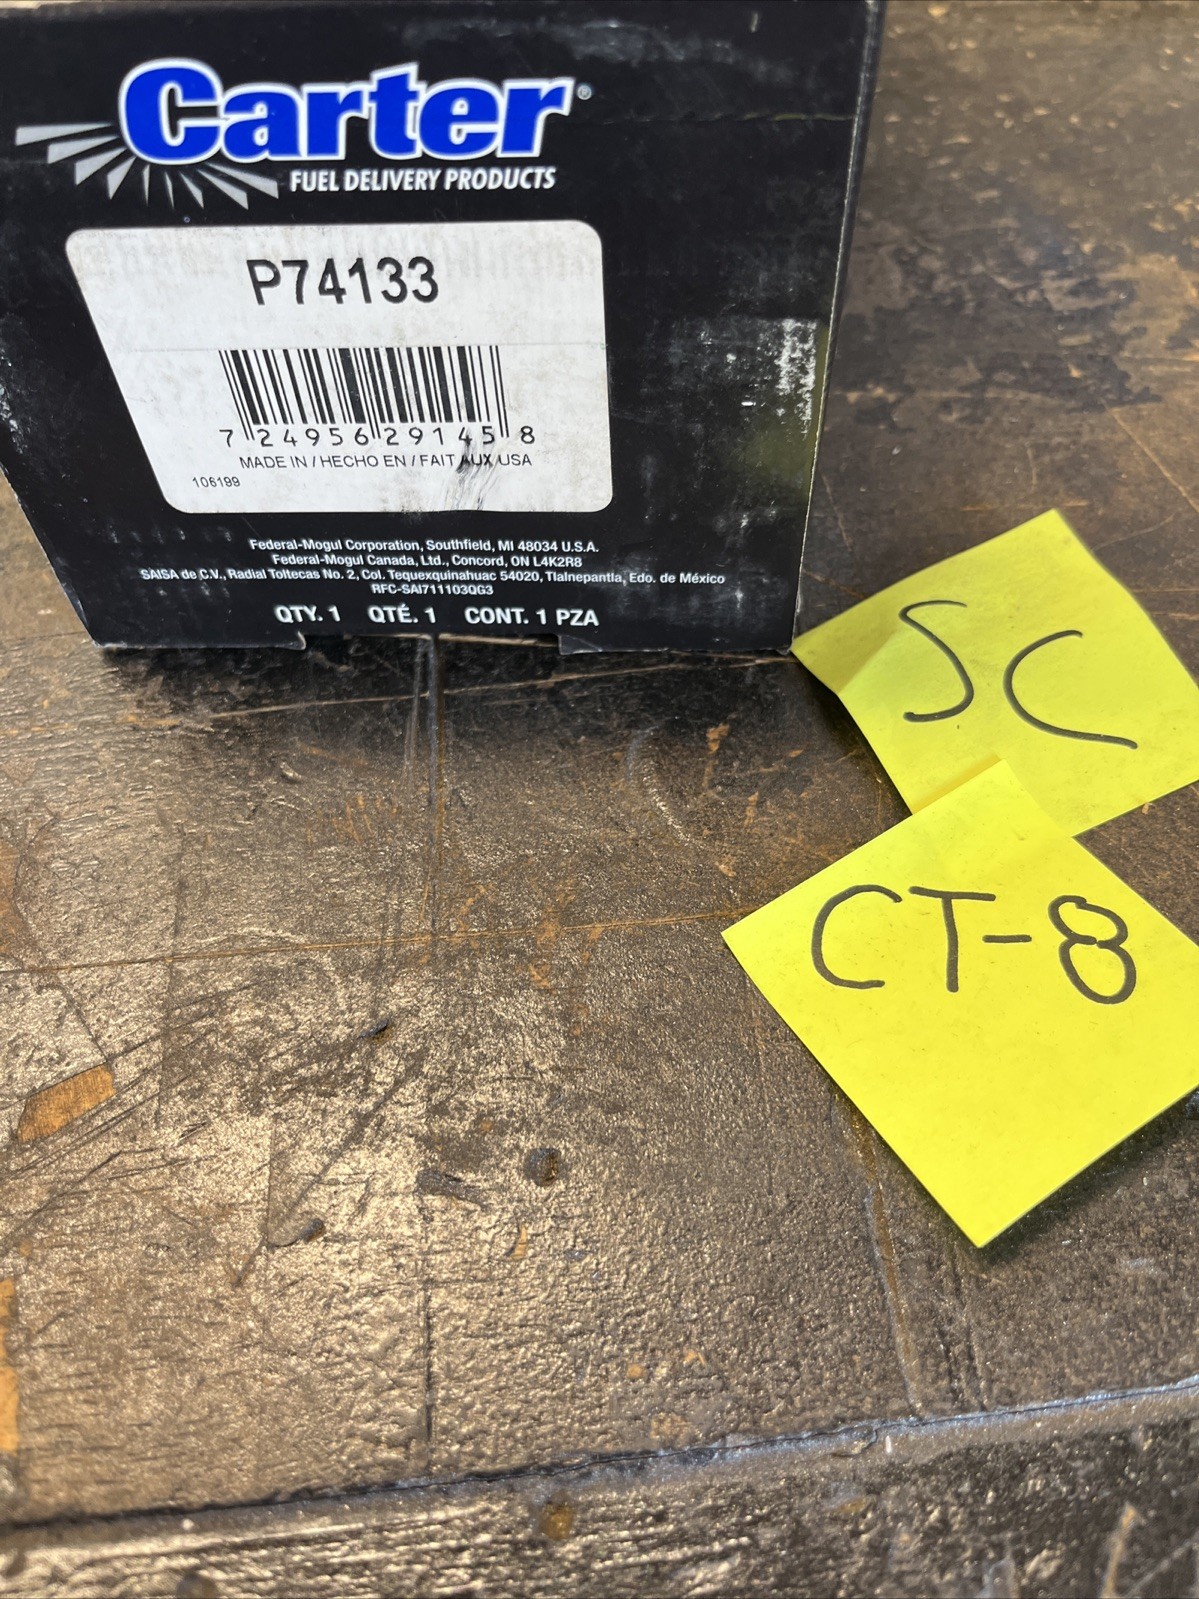 Carter®
FUEL DELIVERY PRODUCTS
P74133
7 24956 29145 8
MADE IN / HECHO EN / FAIT AUX USA
106199
Federal-Mogul Corporation, Southfield, MI 48034 U.S.A.
Federal-Mogul Canada, Ltd., Concord, ON L4K2R8
SAISA de C.V., Radial Toltecas No. 2, Col. Tequexquinahuac 54020, Tlalnepantla, Edo. de México
RFC-SAI711103QG3
QTY. 1 QTÉ. 1 CONT. 1 PZA
SC
CT-8